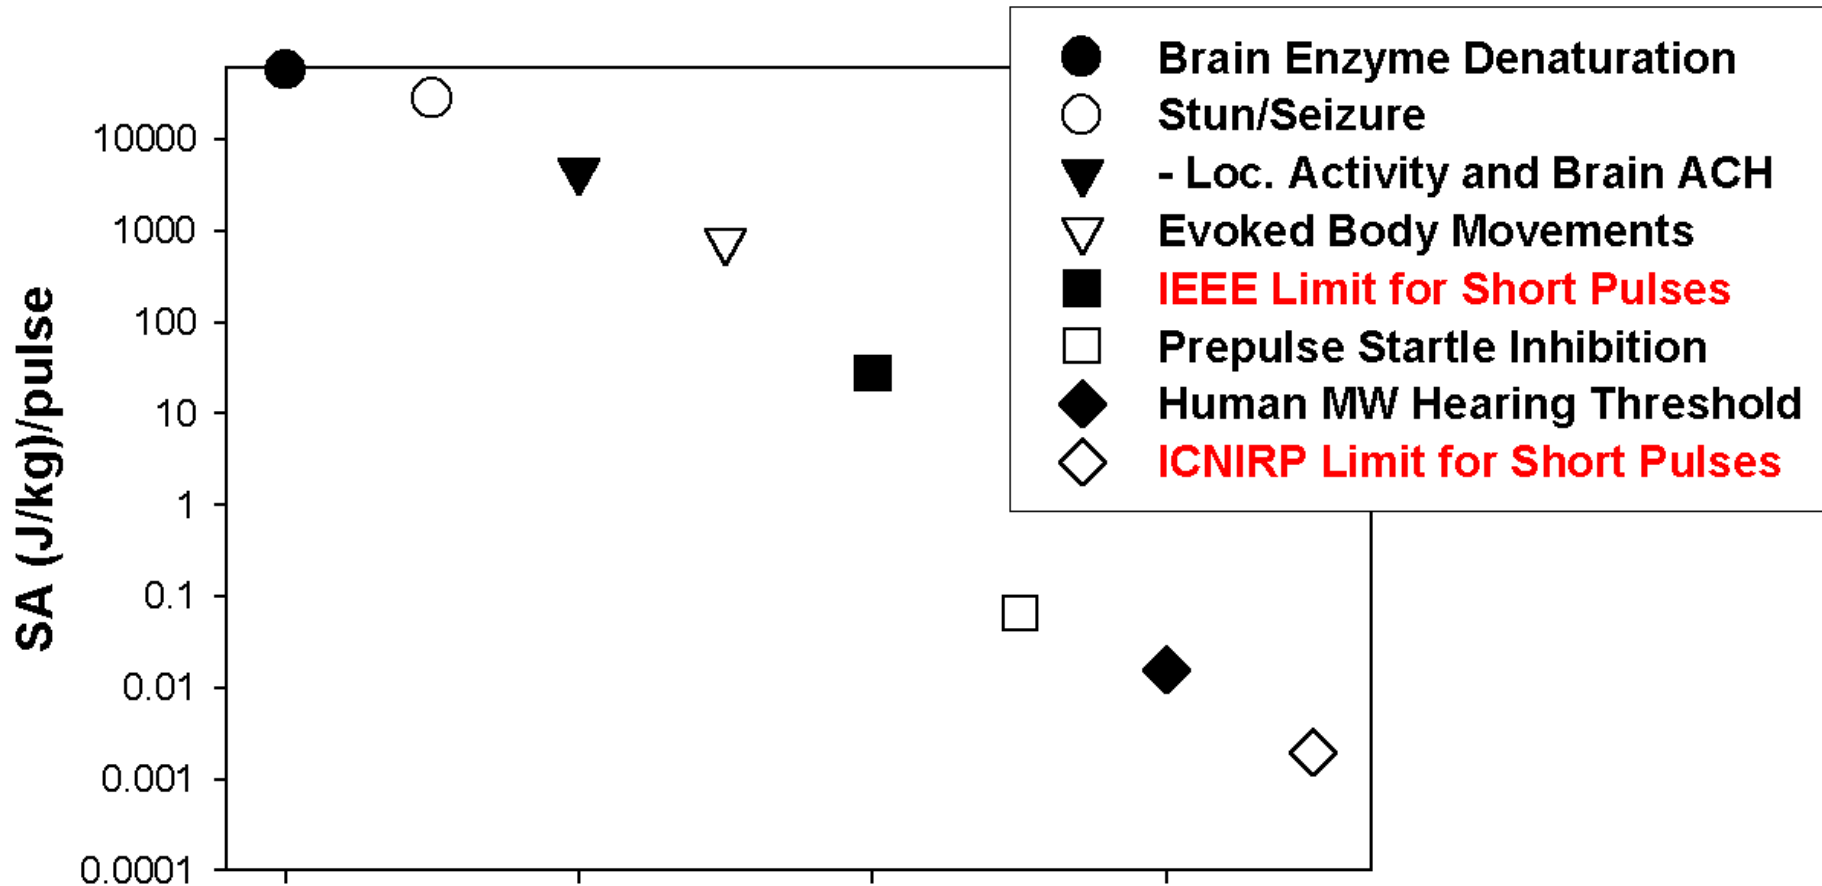 Brain Enzyme Denaturation
Stun/Seizure
- Loc. Activity and Brain ACH
Evoked Body Movements
IEEE Limit for Short Pulses
Prepulse Startle Inhibition
Human MW Hearing Threshold
ICNIRP Limit for Short Pulses
SA (J/kg)/pulse
10000
1000
100
10
1
0.1
0.01
0.001
0.0001